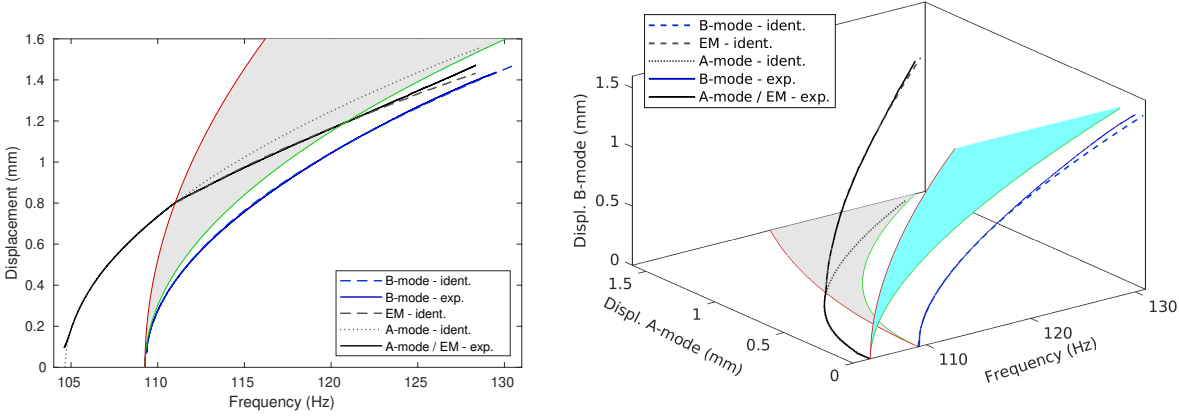 1.6
1.4
1.2
1
0.8
0.6
0.4
0.2
0
Displacement (mm)
105
110
115
120
125
130
Frequency (Hz)
B-mode - ident.
B-mode - exp.
EM - ident.
A-mode - ident.
A-mode / EM - exp.
B-mode - ident.
EM - ident.
A-mode - ident.
B-mode - exp.
A-mode / EM - exp.
1.5
1
0.5
0
Displ. B-mode (mm)
1.5
1
0.5
0
Displ. A-mode (mm)
110
120
130
Frequency (Hz)